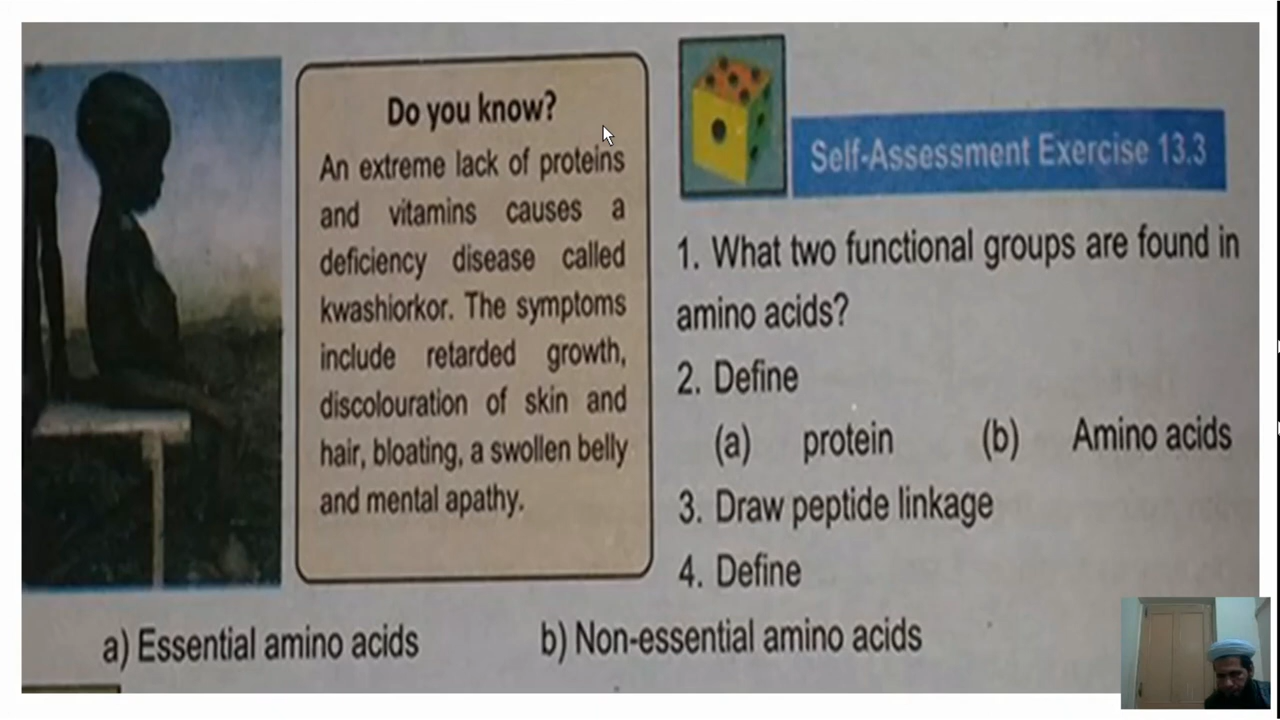 Do you know?
An extreme lack of proteins
and vitamins causes a
deficiency disease called
kwashiorkor. The symptoms
include retarded growth,
discolouration of skin and
hair, bloating, a swollen belly
and mental apathy.
Self-Assessment Exercise 13.3
1. What two functional groups are found in
amino acids?
2. Define
(a) protein (b) Amino acids
3. Draw peptide linkage
4. Define
a) Essential amino acids b) Non-essential amino acids